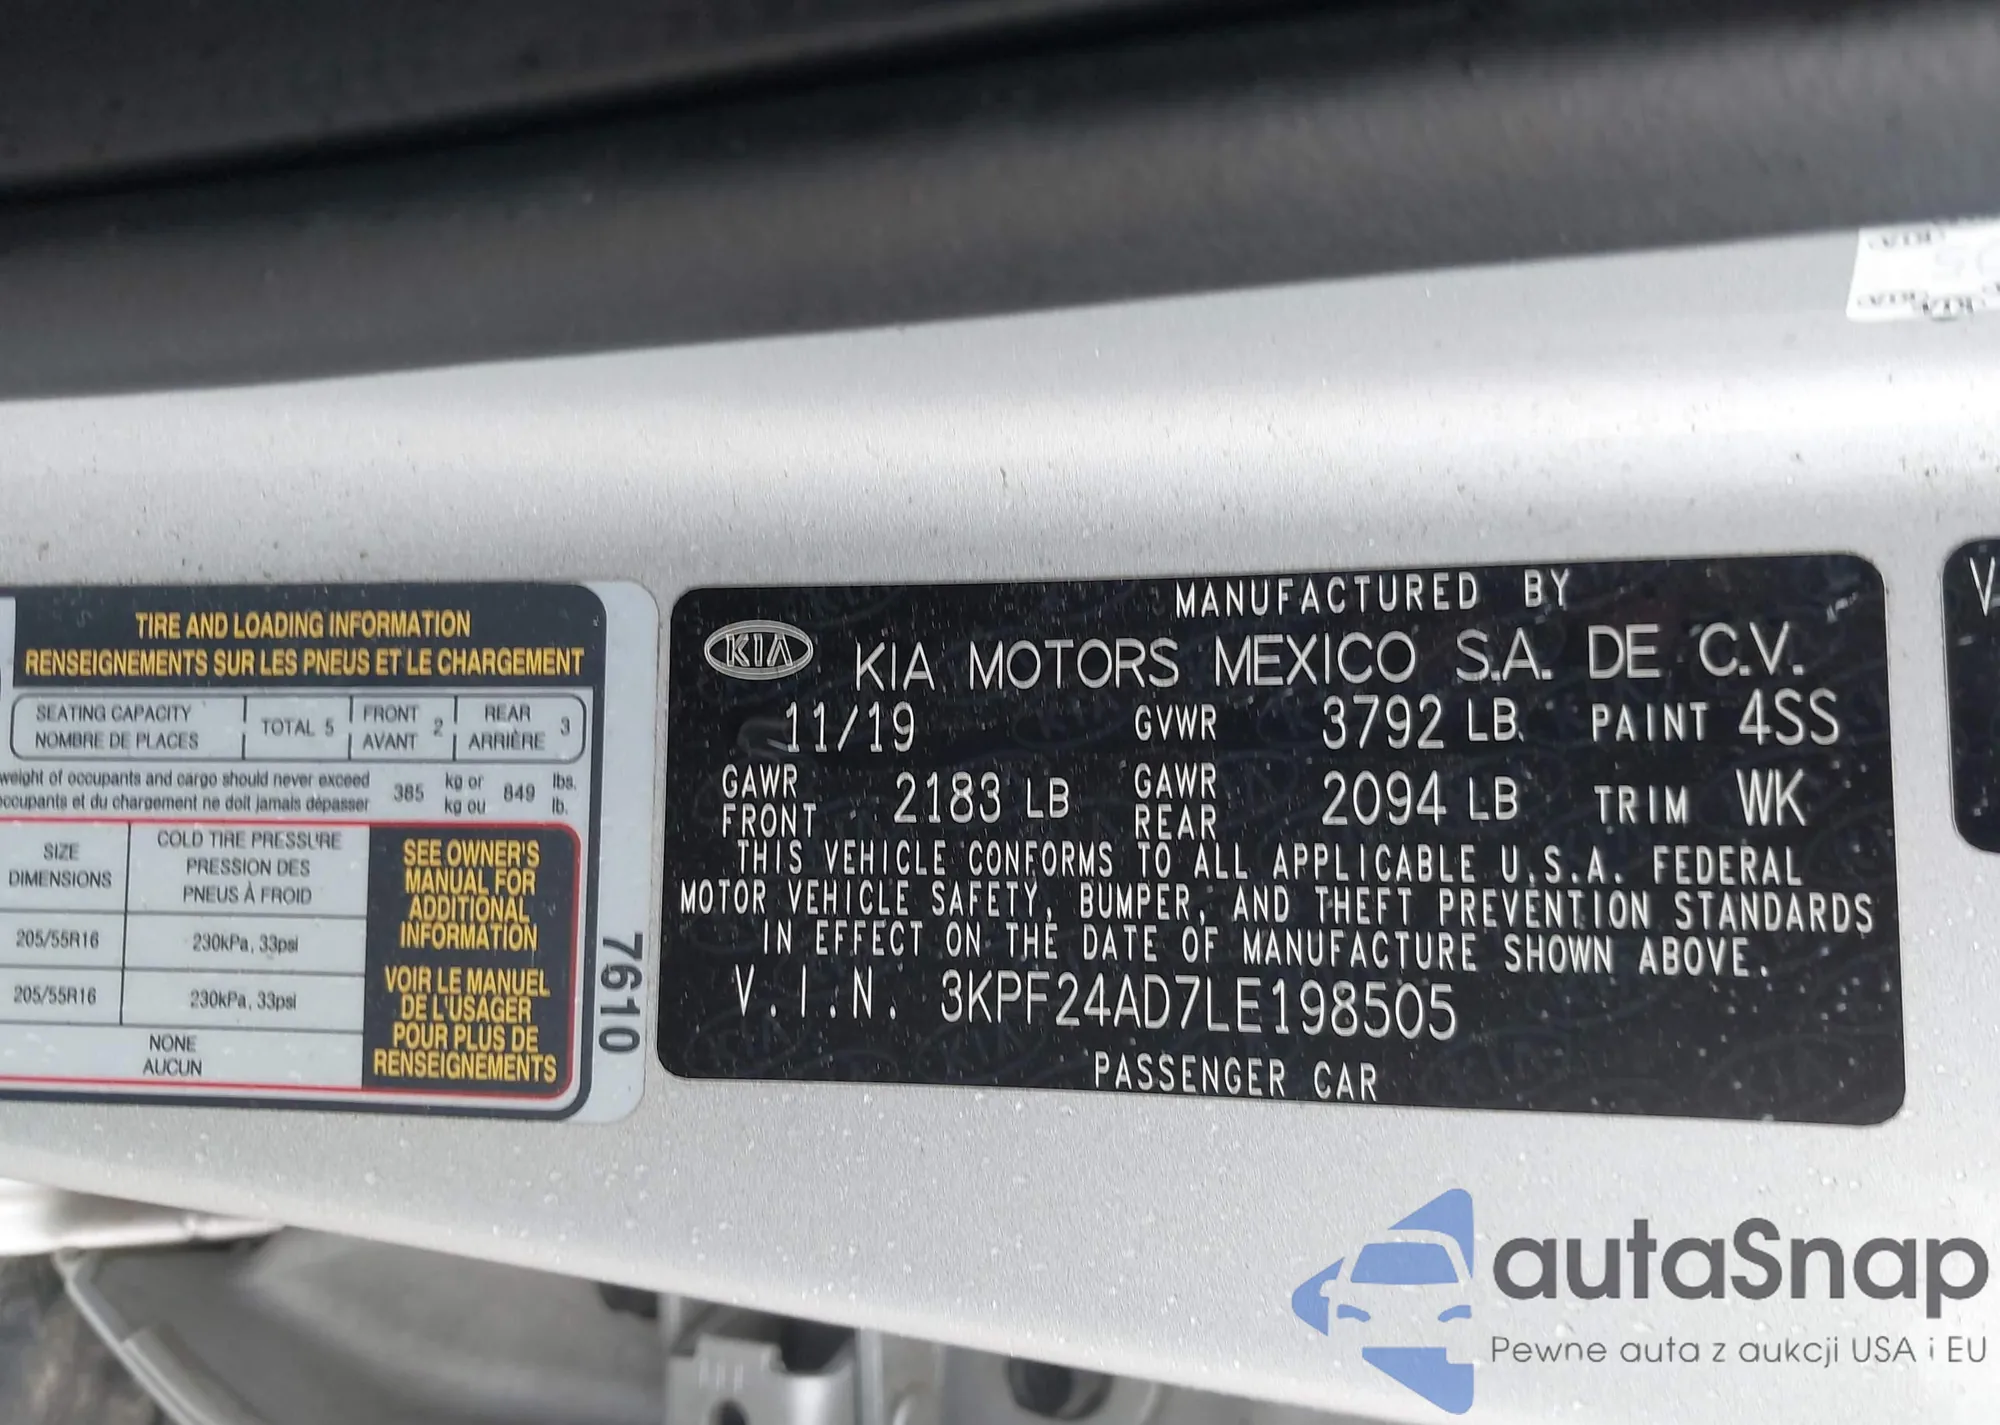 TIRE AND LOADING INFORMATION
RENSEIGNEMENTS SUR LES PNEUS ET LE CHARGEMENT
SEATING CAPACITY
NOMBRE DE PLACES
TOTAL 5
FRONT
AVANT
2
REAR
ARRIÈRE
3
weight of occupants and cargo should never exceed
occupants et du chargement ne doit jamais dépasser
385
kg or
kg ou
849
lbs.
lb.
SIZE
DIMENSIONS
COLD TIRE PRESSURE
PRESSION DES
PNEUS À FROID
205/55R16
230kPa, 33psi
205/55R16
230kPa, 33psi
NONE
AUCUN
SEE OWNER'S
MANUAL FOR
ADDITIONAL
INFORMATION
VOIR LE MANUEL
DE L'USAGER
POUR PLUS DE
RENSEIGNEMENTS
7610
MANUFACTURED BY
KIA KIA MOTORS MEXICO S.A. DE C.V.
11/19 GVWR 3792 LB PAINT 4SS
GAWR
FRONT
2183 LB
GAWR
REAR
2094 LB TRIM WK
THIS VEHICLE CONFORMS TO ALL APPLICABLE U.S.A. FEDERAL
MOTOR VEHICLE SAFETY, BUMPER, AND THEFT PREVENTION STANDARDS
IN EFFECT ON THE DATE OF MANUFACTURE SHOWN ABOVE.
V.I.N. 3KPF24AD7LE198505
PASSENGER CAR
autaSnap
Pewne auta z aukcji USA i EU